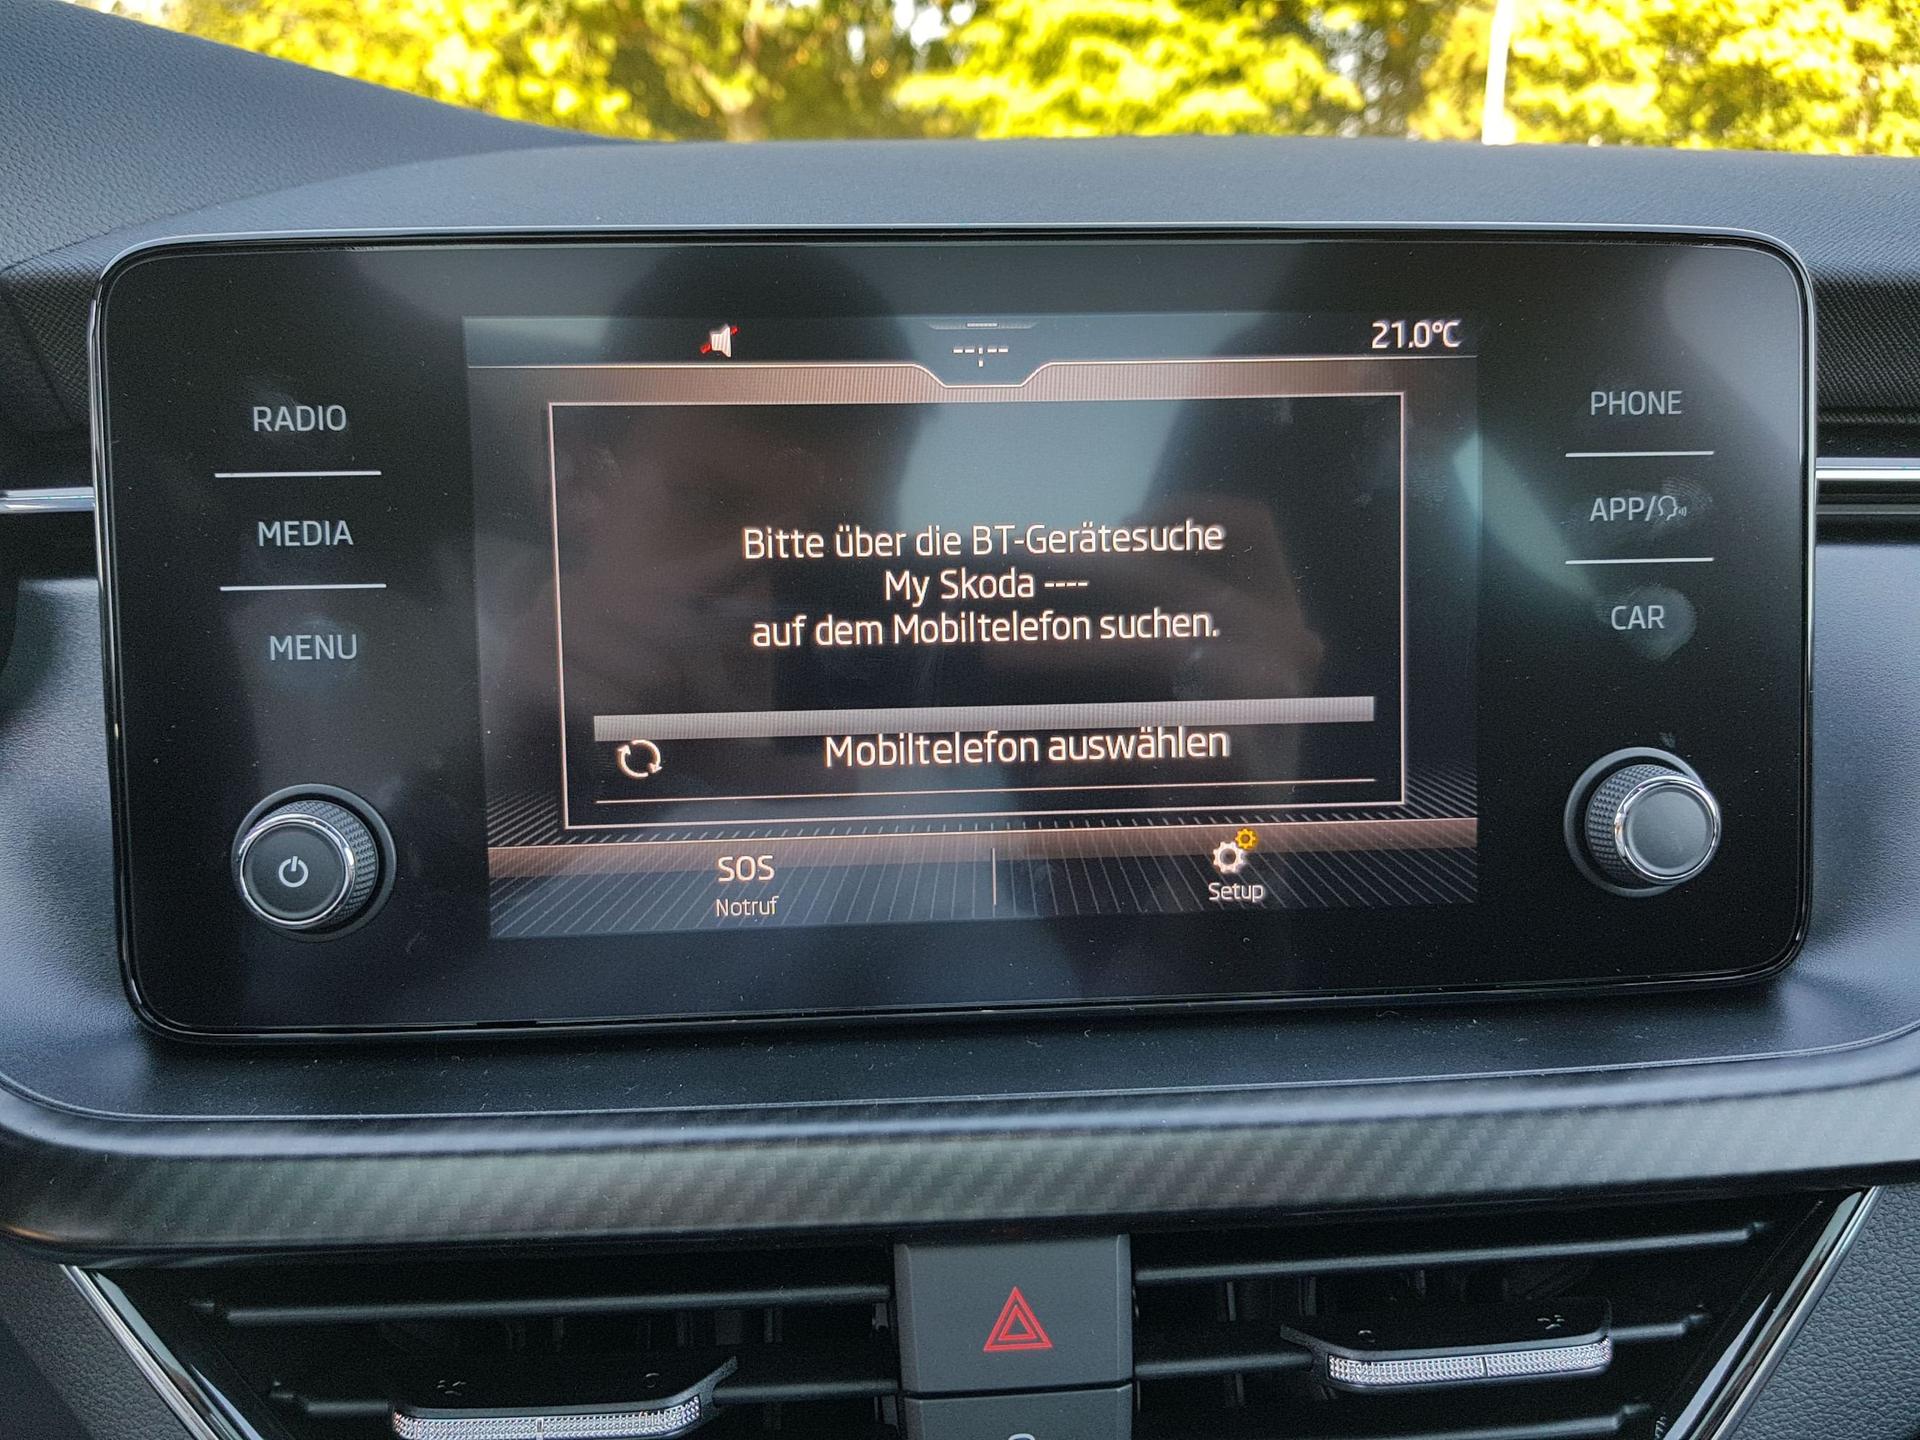 21.0°C
RADIO
MEDIA
MENU
PHONE
APP/
CAR
Bitte über die BT-Gerätesuche
My Skoda ----
auf dem Mobiltelefon suchen.
Mobiltelefon auswählen
SOS
Notruf
Setup